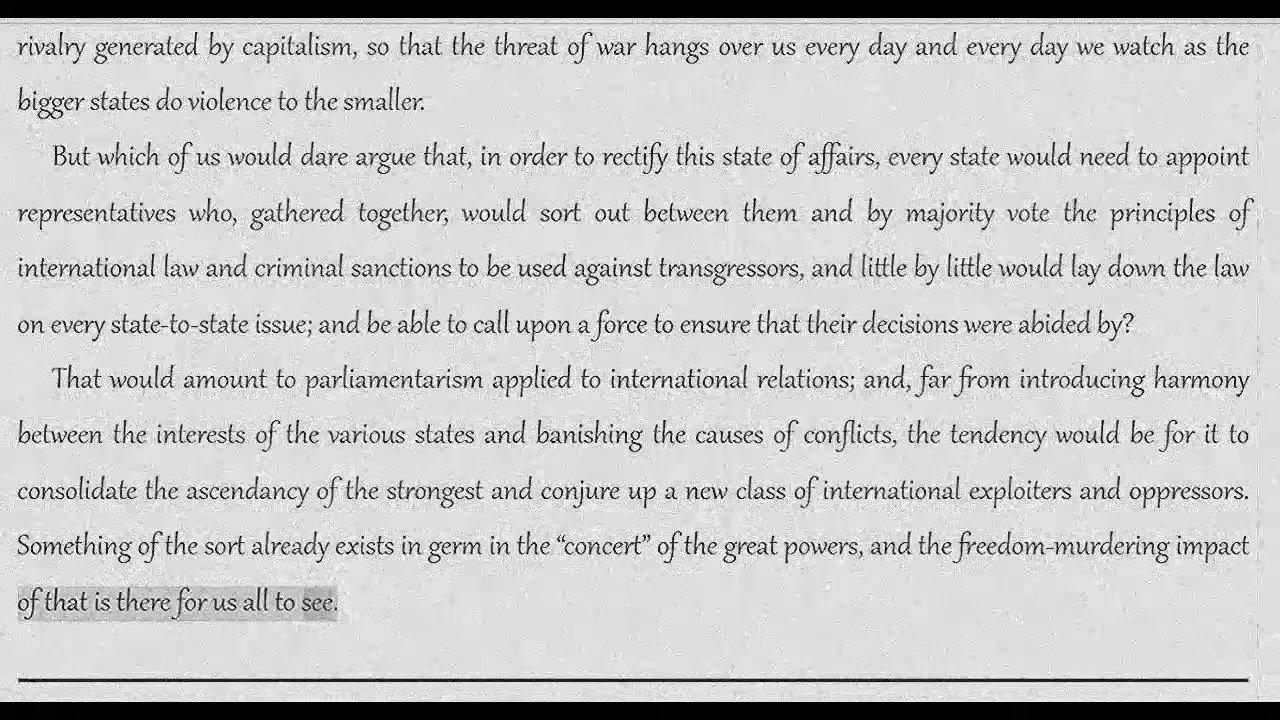 rivalry generated by capitalism, so that the threat of war hangs over us every day and every day we watch as the
bigger states do violence to the smaller.
But which of us would dare argue that, in order to rectify this state of affairs, every state would need to appoint
representatives who, gathered together, would sort out between them and by majority vote the principles of
international law and criminal sanctions to be used against transgressors, and little by little would lay down the law
on every state-to-state issue; and be able to call upon a force to ensure that their decisions were abided by?
That would amount to parliamentarism applied to international relations; and, far from introducing harmony
between the interests of the various states and banishing the causes of conflicts, the tendency would be for it to
consolidate the ascendancy of the strongest and conjure up a new class of international exploiters and oppressors.
Something of the sort already exists in germ in the “concert” of the great powers, and the freedom-murdering impact
of that is there for us all to see.